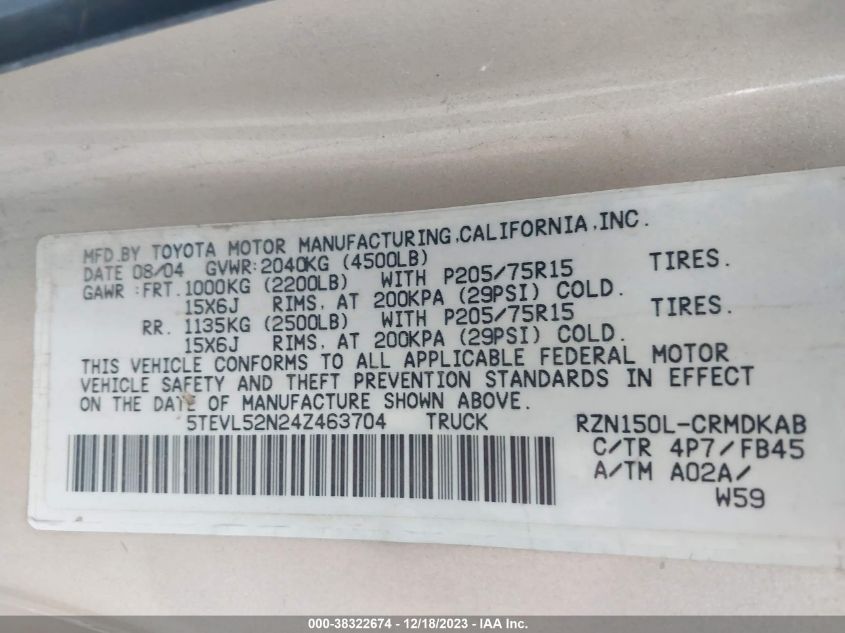 MFD.BY TOYOTA MOTOR MANUFACTURING,CALIFORNIA,INC.
DATE 08/04 GVWR:2040KG (4500LB)
GAWR :FRT.1000KG (2200LB) WITH P205/75R15 TIRES.
15X6J RIMS, AT 200KPA (29PSI) COLD.
RR. 1135KG (2500LB) WITH P205/75R15 TIRES.
15X6J RIMS, AT 200KPA (29PSI) COLD.
THIS VEHICLE CONFORMS TO ALL APPLICABLE FEDERAL MOTOR
VEHICLE SAFETY AND THEFT PREVENTION STANDARDS IN EFFECT
ON THE DATE OF MANUFACTURE SHOWN ABOVE.
5TEVL52N24Z463704 TRUCK RZN150L-CRMDKAB
C/TR 4P7/FB45
A/TM A02A/
W59
000-38322674 - 12/18/2023 - IAA Inc.